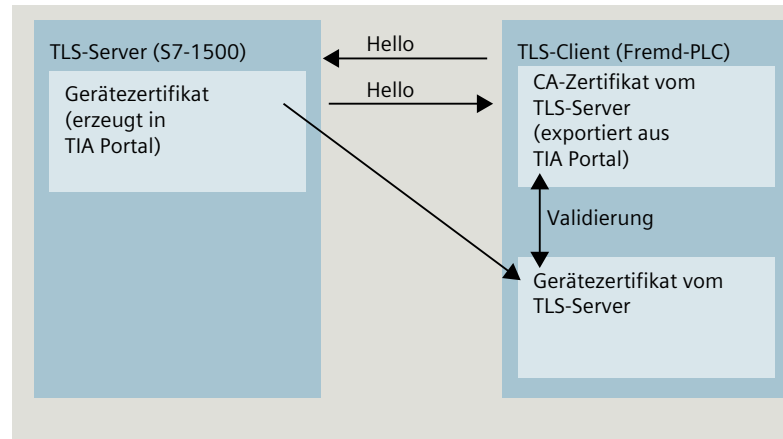 TLS-Server (S7-1500)
Gerätezertifikat
(erzeugt in
TIA Portal)
Hello
Hello
TLS-Client (Fremd-PLC)
CA-Zertifikat vom
TLS-Server
(exportiert aus
TIA Portal)
Validierung
Gerätezertifikat vom
TLS-Server